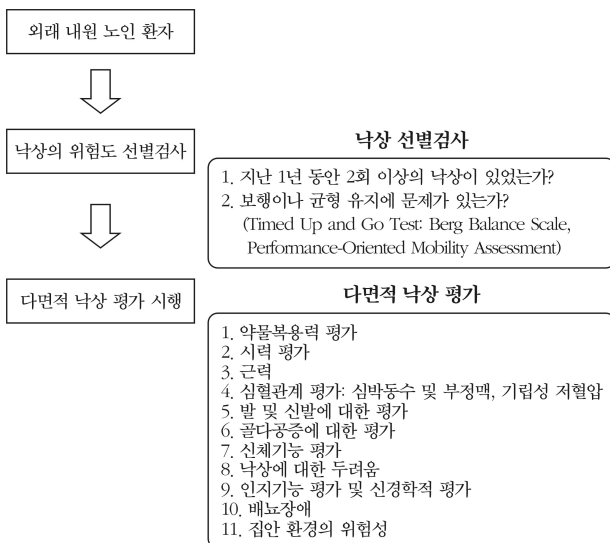 외래 내원 노인 환자
낙상의 위험도 선별검사
낙상 선별검사
1. 지난 1년 동안 2회 이상의 낙상이 있었는가?
2. 보행이나 균형 유지에 문제가 있는가?
(Timed Up and Go Test: Berg Balance Scale,
Performance-Oriented Mobility Assessment)
다면적 낙상 평가 시행
다면적 낙상 평가
1. 약물복용력 평가
2. 시력 평가
3. 근력
4. 심혈관계 평가: 심박동수 및 부정맥, 기립성 저혈압
5. 발 및 신발에 대한 평가
6. 골다공증에 대한 평가
7. 신체기능 평가
8. 낙상에 대한 두려움
9. 인지기능 평가 및 신경학적 평가
10. 배뇨장애
11. 집안 환경의 위험성